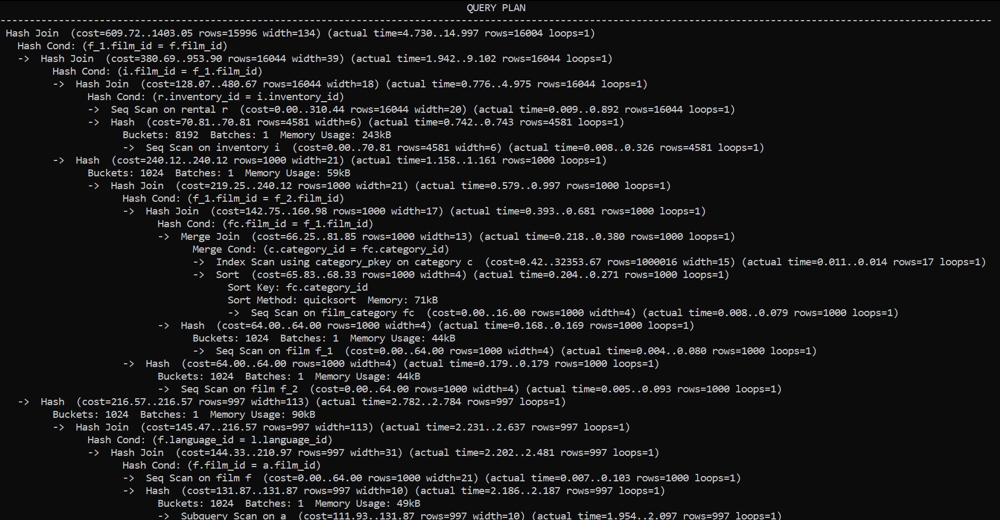 QUERY PLAN
--------------------------------------------------------------------------------------------------------------------------------------------------------------------------
Hash Join  (cost=609.72..1403.05 rows=15996 width=134) (actual time=4.730..14.997 rows=16004 loops=1)
  Hash Cond: (f_1.film_id = f.film_id)
  ->  Hash Join  (cost=380.69..953.90 rows=16044 width=39) (actual time=1.942..9.102 rows=16044 loops=1)
        Hash Cond: (i.film_id = f_1.film_id)
        ->  Hash Join  (cost=128.07..480.67 rows=16044 width=18) (actual time=0.776..4.975 rows=16044 loops=1)
              Hash Cond: (r.inventory_id = i.inventory_id)
              ->  Seq Scan on rental r  (cost=0.00..310.44 rows=16044 width=20) (actual time=0.009..0.892 rows=16044 loops=1)
              ->  Hash  (cost=70.81..70.81 rows=4581 width=6) (actual time=0.742..0.743 rows=4581 loops=1)
                    Buckets: 8192  Batches: 1  Memory Usage: 243kB
                    ->  Seq Scan on inventory i  (cost=0.00..70.81 rows=4581 width=6) (actual time=0.008..0.326 rows=4581 loops=1)
        ->  Hash  (cost=240.12..240.12 rows=1000 width=21) (actual time=1.158..1.161 rows=1000 loops=1)
              Buckets: 1024  Batches: 1  Memory Usage: 59kB
              ->  Hash Join  (cost=219.25..240.12 rows=1000 width=21) (actual time=0.579..0.997 rows=1000 loops=1)
                    Hash Cond: (f_1.film_id = f_2.film_id)
                    ->  Hash Join  (cost=142.75..160.98 rows=1000 width=17) (actual time=0.393..0.681 rows=1000 loops=1)
                          Hash Cond: (fc.film_id = f_1.film_id)
                          ->  Merge Join  (cost=66.25..81.85 rows=1000 width=13) (actual time=0.218..0.380 rows=1000 loops=1)
                                Merge Cond: (c.category_id = fc.category_id)
                                ->  Index Scan using category_pkey on category c  (cost=0.42..32353.67 rows=1000016 width=15) (actual time=0.011..0.014 rows=17 loops=1)
                                ->  Sort  (cost=65.83..68.33 rows=1000 width=4) (actual time=0.204..0.271 rows=1000 loops=1)
                                      Sort Key: fc.category_id
                                      Sort Method: quicksort  Memory: 71kB
                                      ->  Seq Scan on film_category fc  (cost=0.00..16.00 rows=1000 width=4) (actual time=0.008..0.079 rows=1000 loops=1)
                          ->  Hash  (cost=64.00..64.00 rows=1000 width=4) (actual time=0.168..0.169 rows=1000 loops=1)
                                Buckets: 1024  Batches: 1  Memory Usage: 44kB
                                ->  Seq Scan on film f_1  (cost=0.00..64.00 rows=1000 width=4) (actual time=0.004..0.080 rows=1000 loops=1)
                    ->  Hash  (cost=64.00..64.00 rows=1000 width=4) (actual time=0.179..0.179 rows=1000 loops=1)
                          Buckets: 1024  Batches: 1  Memory Usage: 44kB
                          ->  Seq Scan on film f_2  (cost=0.00..64.00 rows=1000 width=4) (actual time=0.005..0.093 rows=1000 loops=1)
  ->  Hash  (cost=216.57..216.57 rows=997 width=113) (actual time=2.782..2.784 rows=997 loops=1)
        Buckets: 1024  Batches: 1  Memory Usage: 90kB
        ->  Hash Join  (cost=145.47..216.57 rows=997 width=113) (actual time=2.231..2.637 rows=997 loops=1)
              Hash Cond: (f.language_id = l.language_id)
              ->  Hash Join  (cost=144.33..210.97 rows=997 width=31) (actual time=2.202..2.481 rows=997 loops=1)
                    Hash Cond: (f.film_id = a.film_id)
                    ->  Seq Scan on film f  (cost=0.00..64.00 rows=1000 width=21) (actual time=0.007..0.103 rows=1000 loops=1)
                    ->  Hash  (cost=131.87..131.87 rows=997 width=10) (actual time=2.186..2.187 rows=997 loops=1)
                          Buckets: 1024  Batches: 1  Memory Usage: 49kB
                          ->  Subquery Scan on a  (cost=111.93..131.87 rows=997 width=10) (actual time=1.954..2.097 rows=997 loops=1)